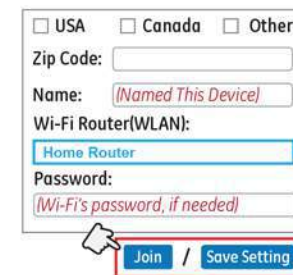 USA Canada Other
Zip Code:
Name: (Named This Device)
Wi-Fi Router(WLAN):
Home Router
Password:
(Wi-Fi's password, if needed)
Join / Save Setting